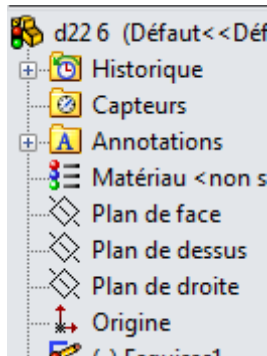 d22 6 (Défaut<<Déf
Historique
Capteurs
A Annotations
Matériau <non s
Plan de face
Plan de dessus
Plan de droite
Origine